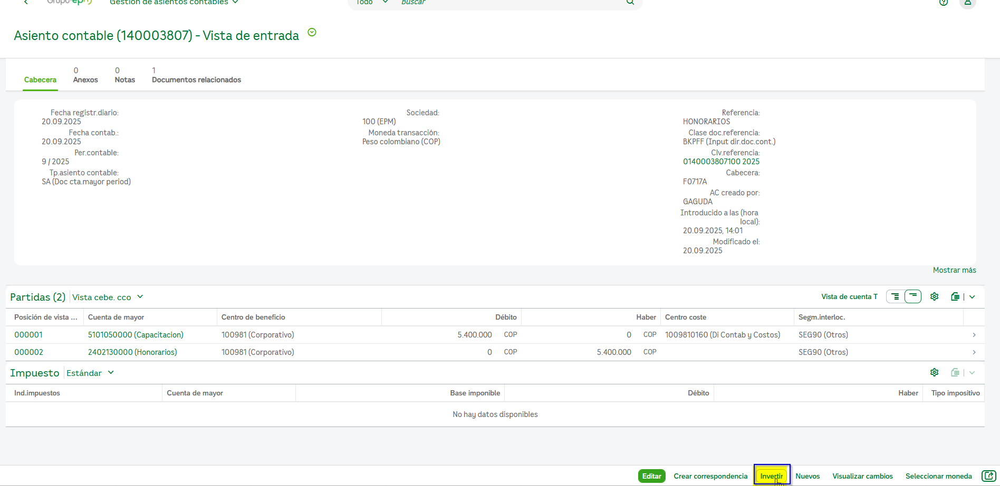 Grupo·epm Gestión de asientos contables Todo Buscar
Asiento contable (140003807) - Vista de entrada
0 0 1
Cabecera Anexos Notas Documentos relacionados
Fecha registr.diario: Sociedad: Referencia:
20.09.2025 100 (EPM) HONORARIOS
Fecha contab.: Moneda transacción: Clase doc.referencia:
20.09.2025 Peso colombiano (COP) BKPFF (Input dir.doc.cont.)
Per.contable: Clv.referencia:
9 / 2025 0140003807100 2025
Tp.asiento contable: Cabecera:
SA (Doc cta.mayor period) F0717A
AC creado por:
GAGUDA
Introducido a las (hora
local):
20.09.2025, 14:01
Modificado el:
20.09.2025
Mostrar más
Partidas (2) Vista cebe. cco Vista de cuenta T
Posición de vista ... Cuenta de mayor Centro de beneficio Débito Haber Centro coste Segm.interloc.
000001 5101050000 (Capacitacion) 100981 (Corporativo) 5.400.000 COP 0 COP 1009810160 (Di Contab y Costos) SEG90 (Otros)
000002 2402130000 (Honorarios) 100981 (Corporativo) 0 COP 5.400.000 COP SEG90 (Otros)
Impuesto Estándar
Ind.impuestos Cuenta de mayor Base imponible Débito Haber Tipo impositivo
No hay datos disponibles
Editar Crear correspondencia Invertir Nuevos Visualizar cambios Seleccionar moneda